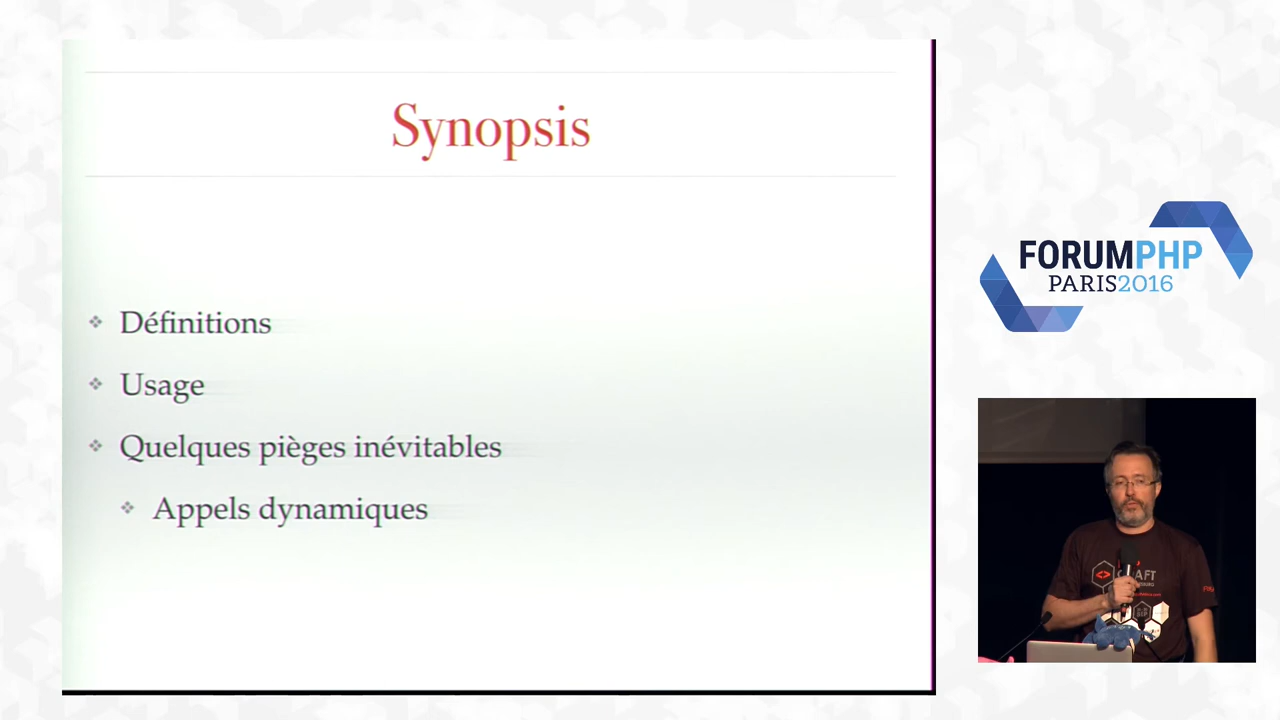 Synopsis
Définitions
Usage
Quelques pièges inévitables
Appels dynamiques
FORUMPHP
PARIS2016